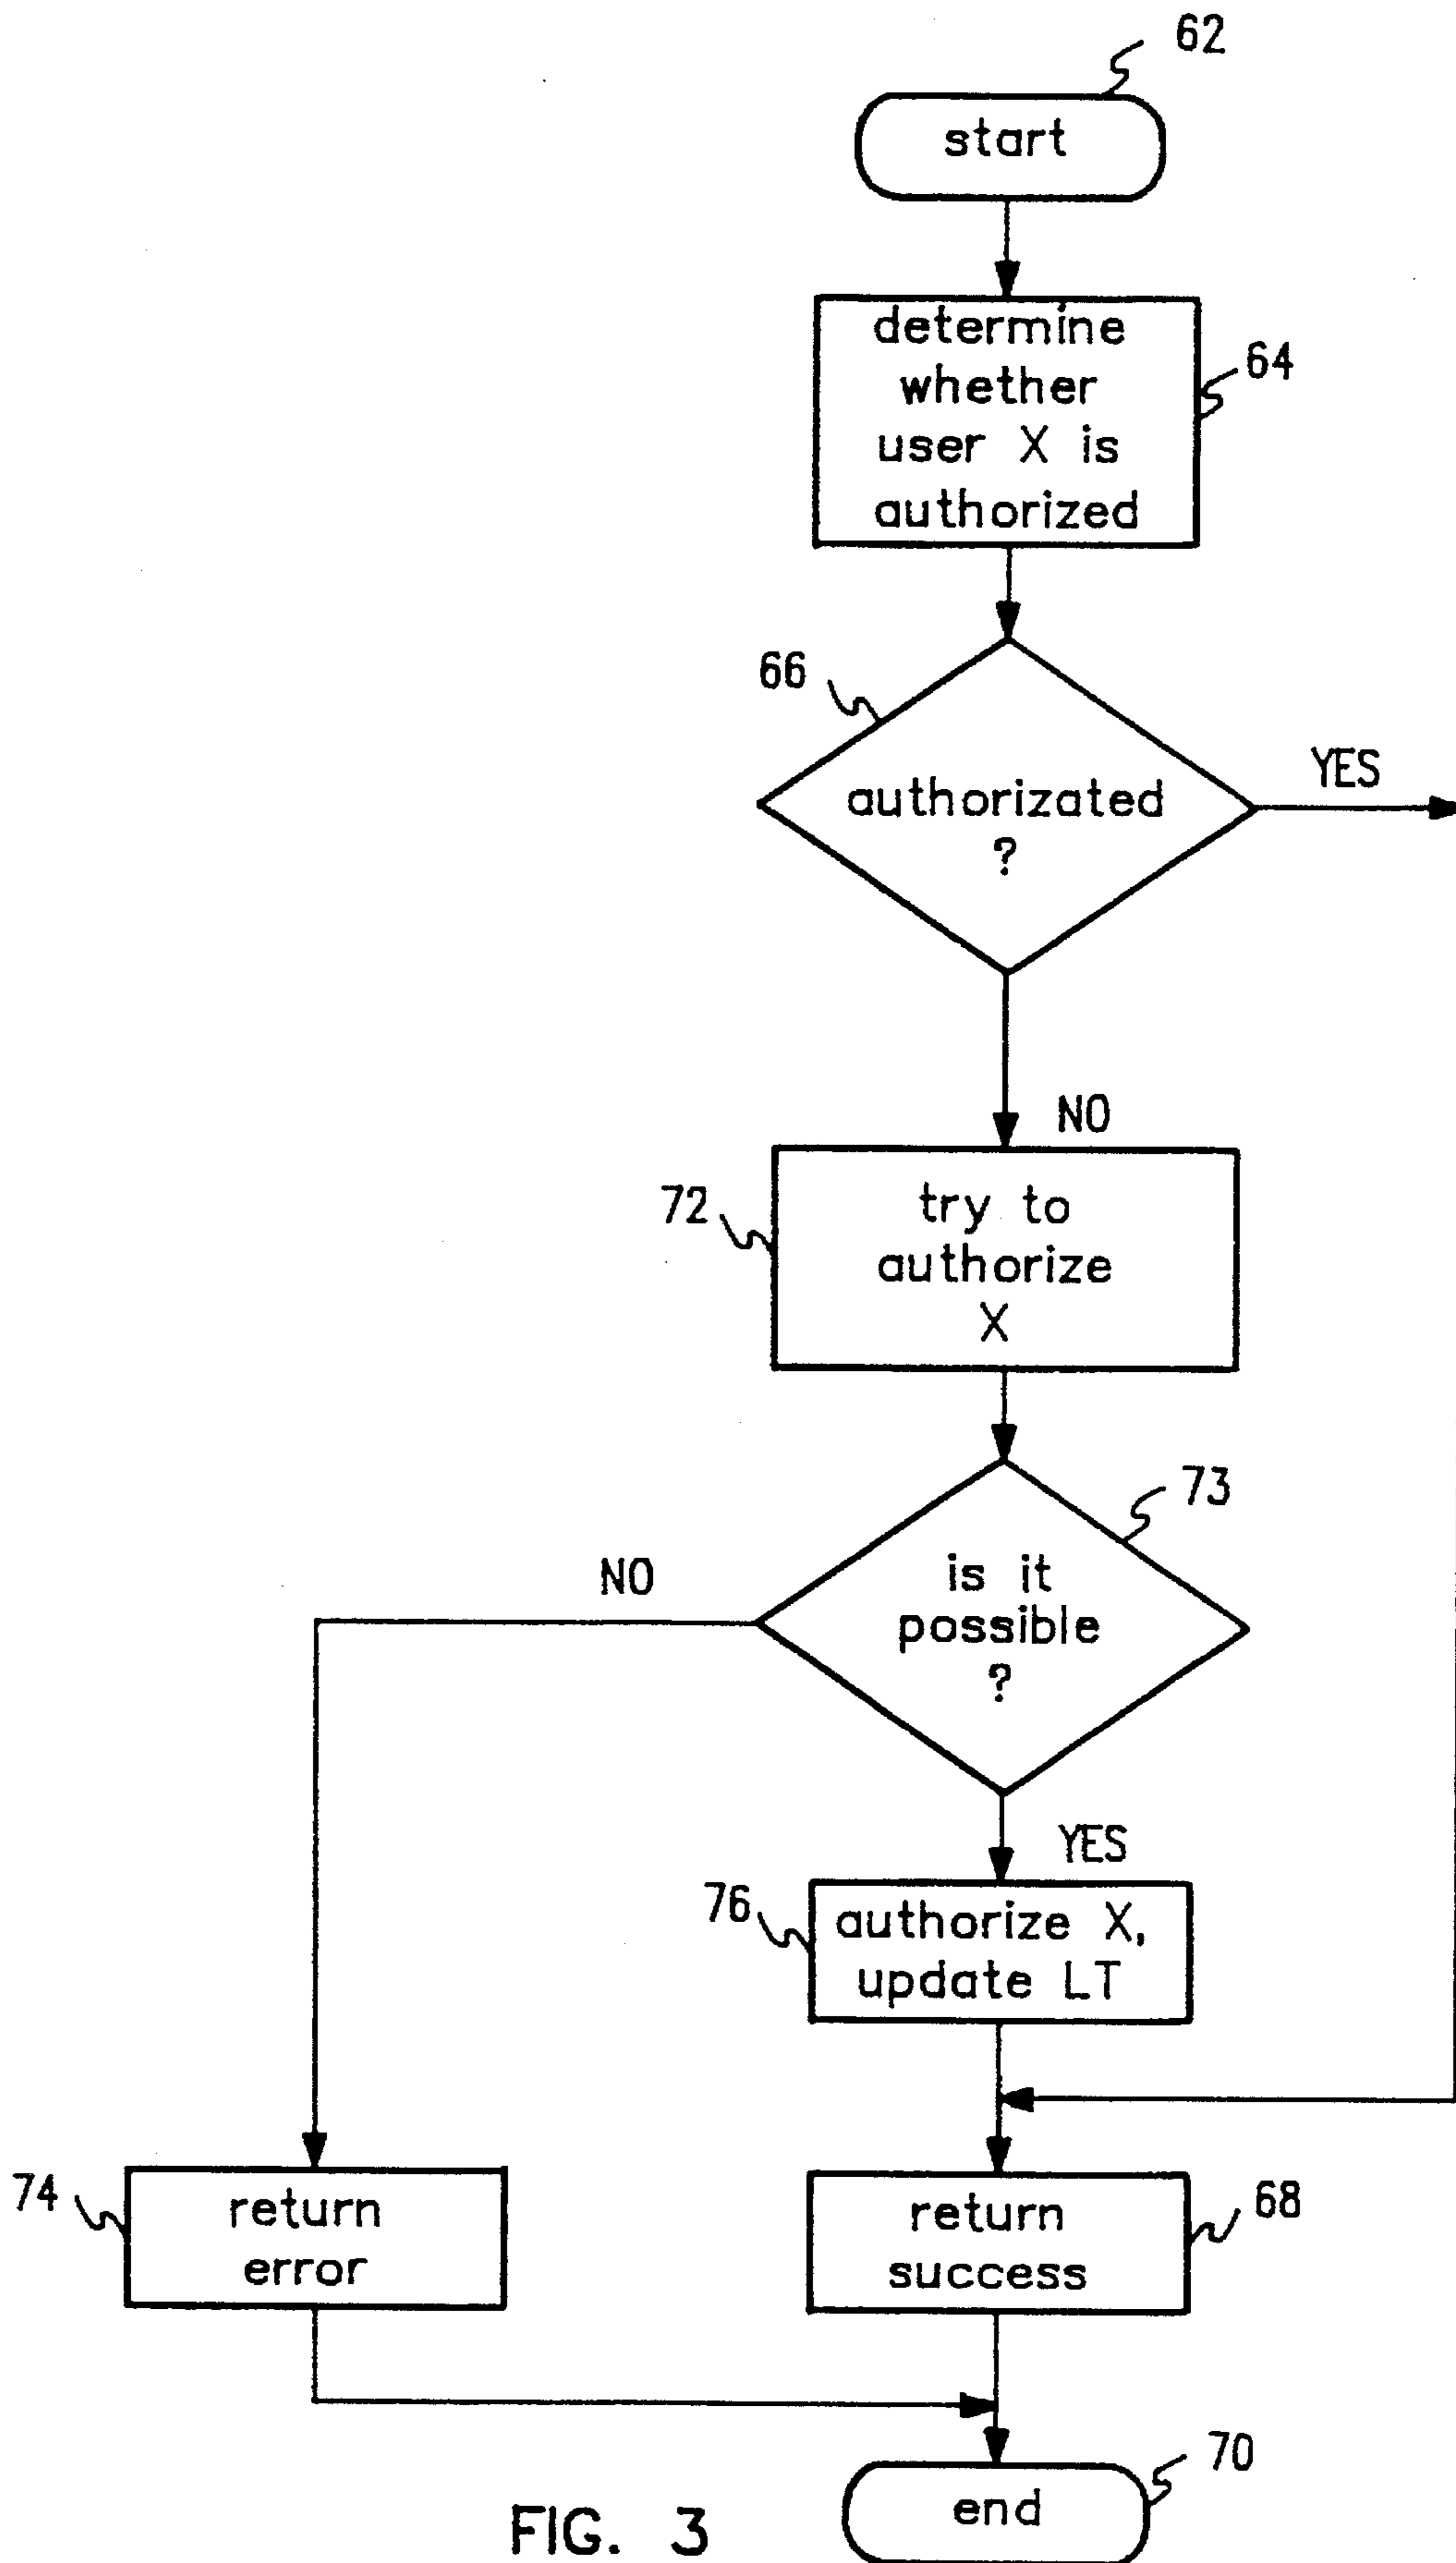 62
start
determine
whether
user X is
authorized
64
66
authorizated
?
YES
NO
72
try to
authorize
X
73
is it
possible
?
NO
YES
76
authorize X,
update LT
74
return
error
return
success
68
70
end
FIG. 3